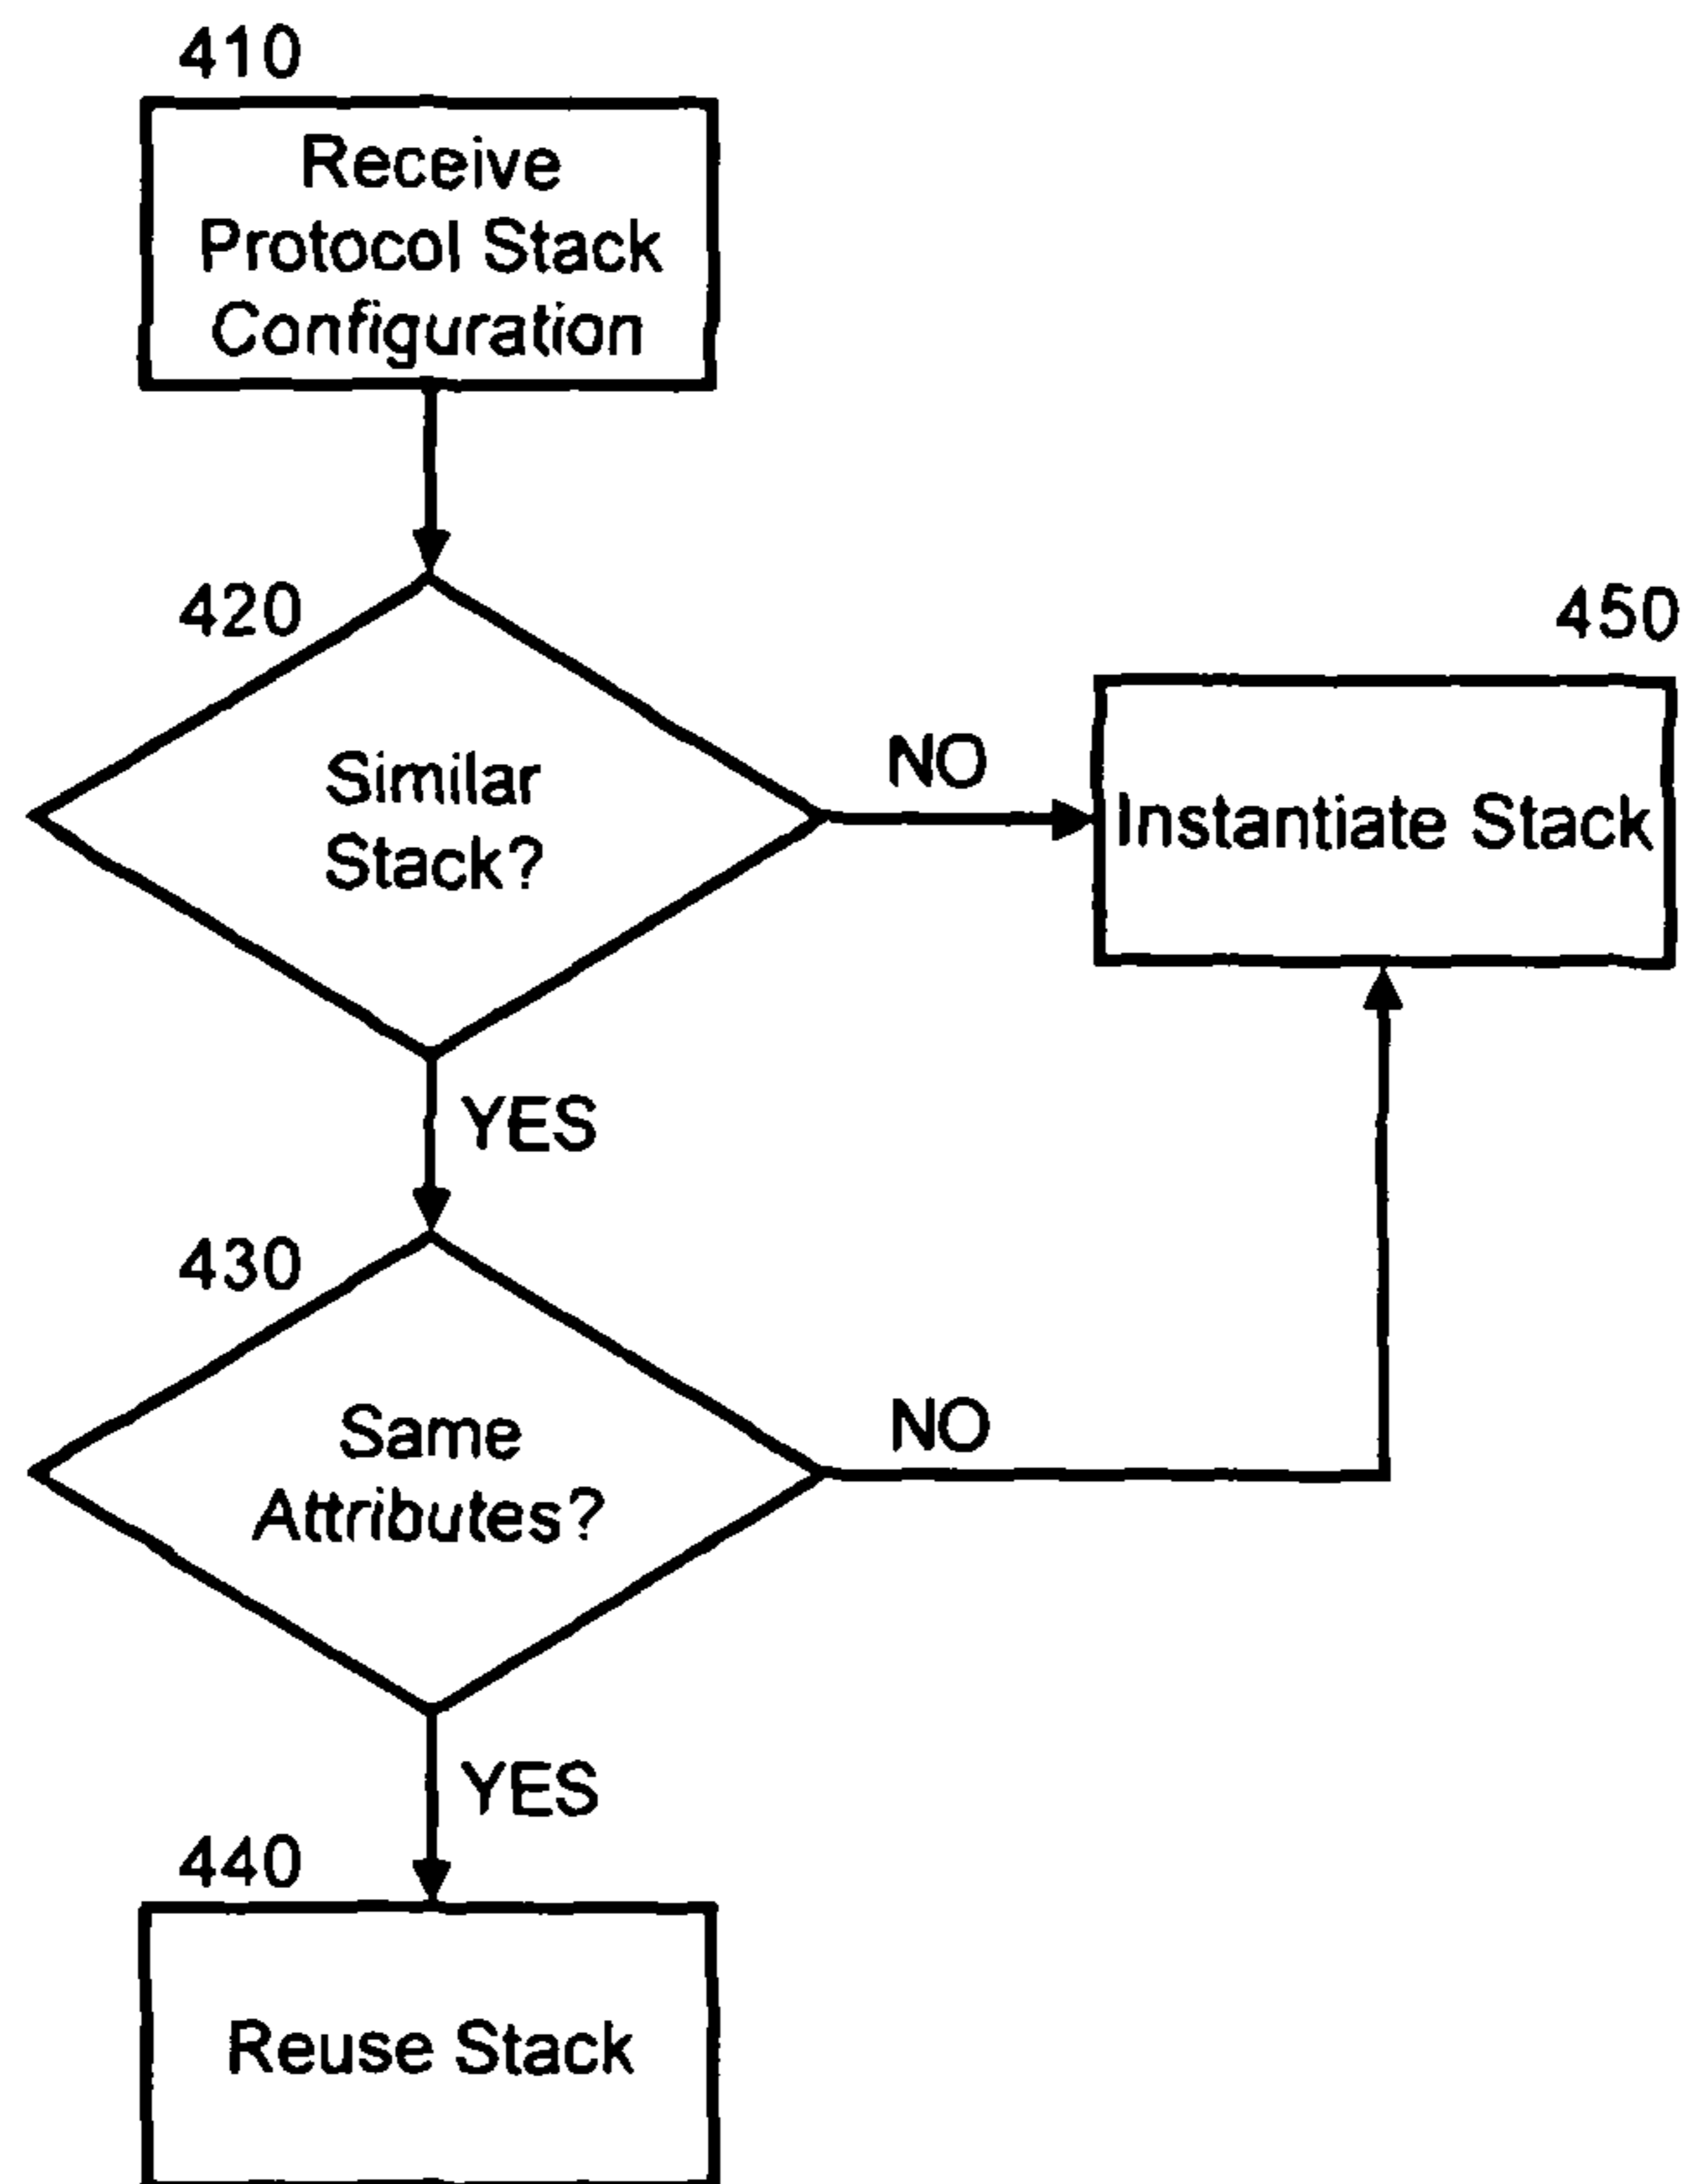 410
Receive
Protocol Stack
Configuration
420
Similar
Stack?
NO
450
Instantiate Stack
YES
430
Same
Attributes?
NO
YES
440
Reuse Stack